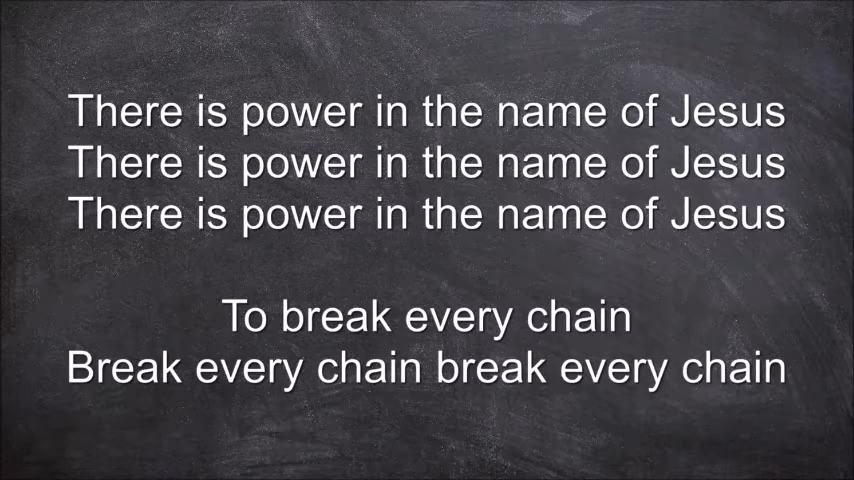 There is power in the name of Jesus
There is power in the name of Jesus
There is power in the name of Jesus
To break every chain
Break every chain break every chain